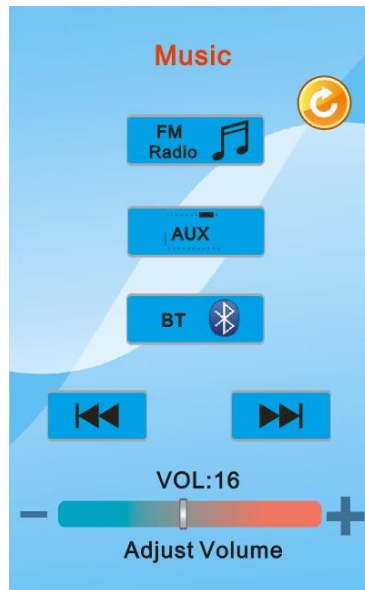 Music
FM
Radio
AUX
BT
VOL:16
Adjust Volume